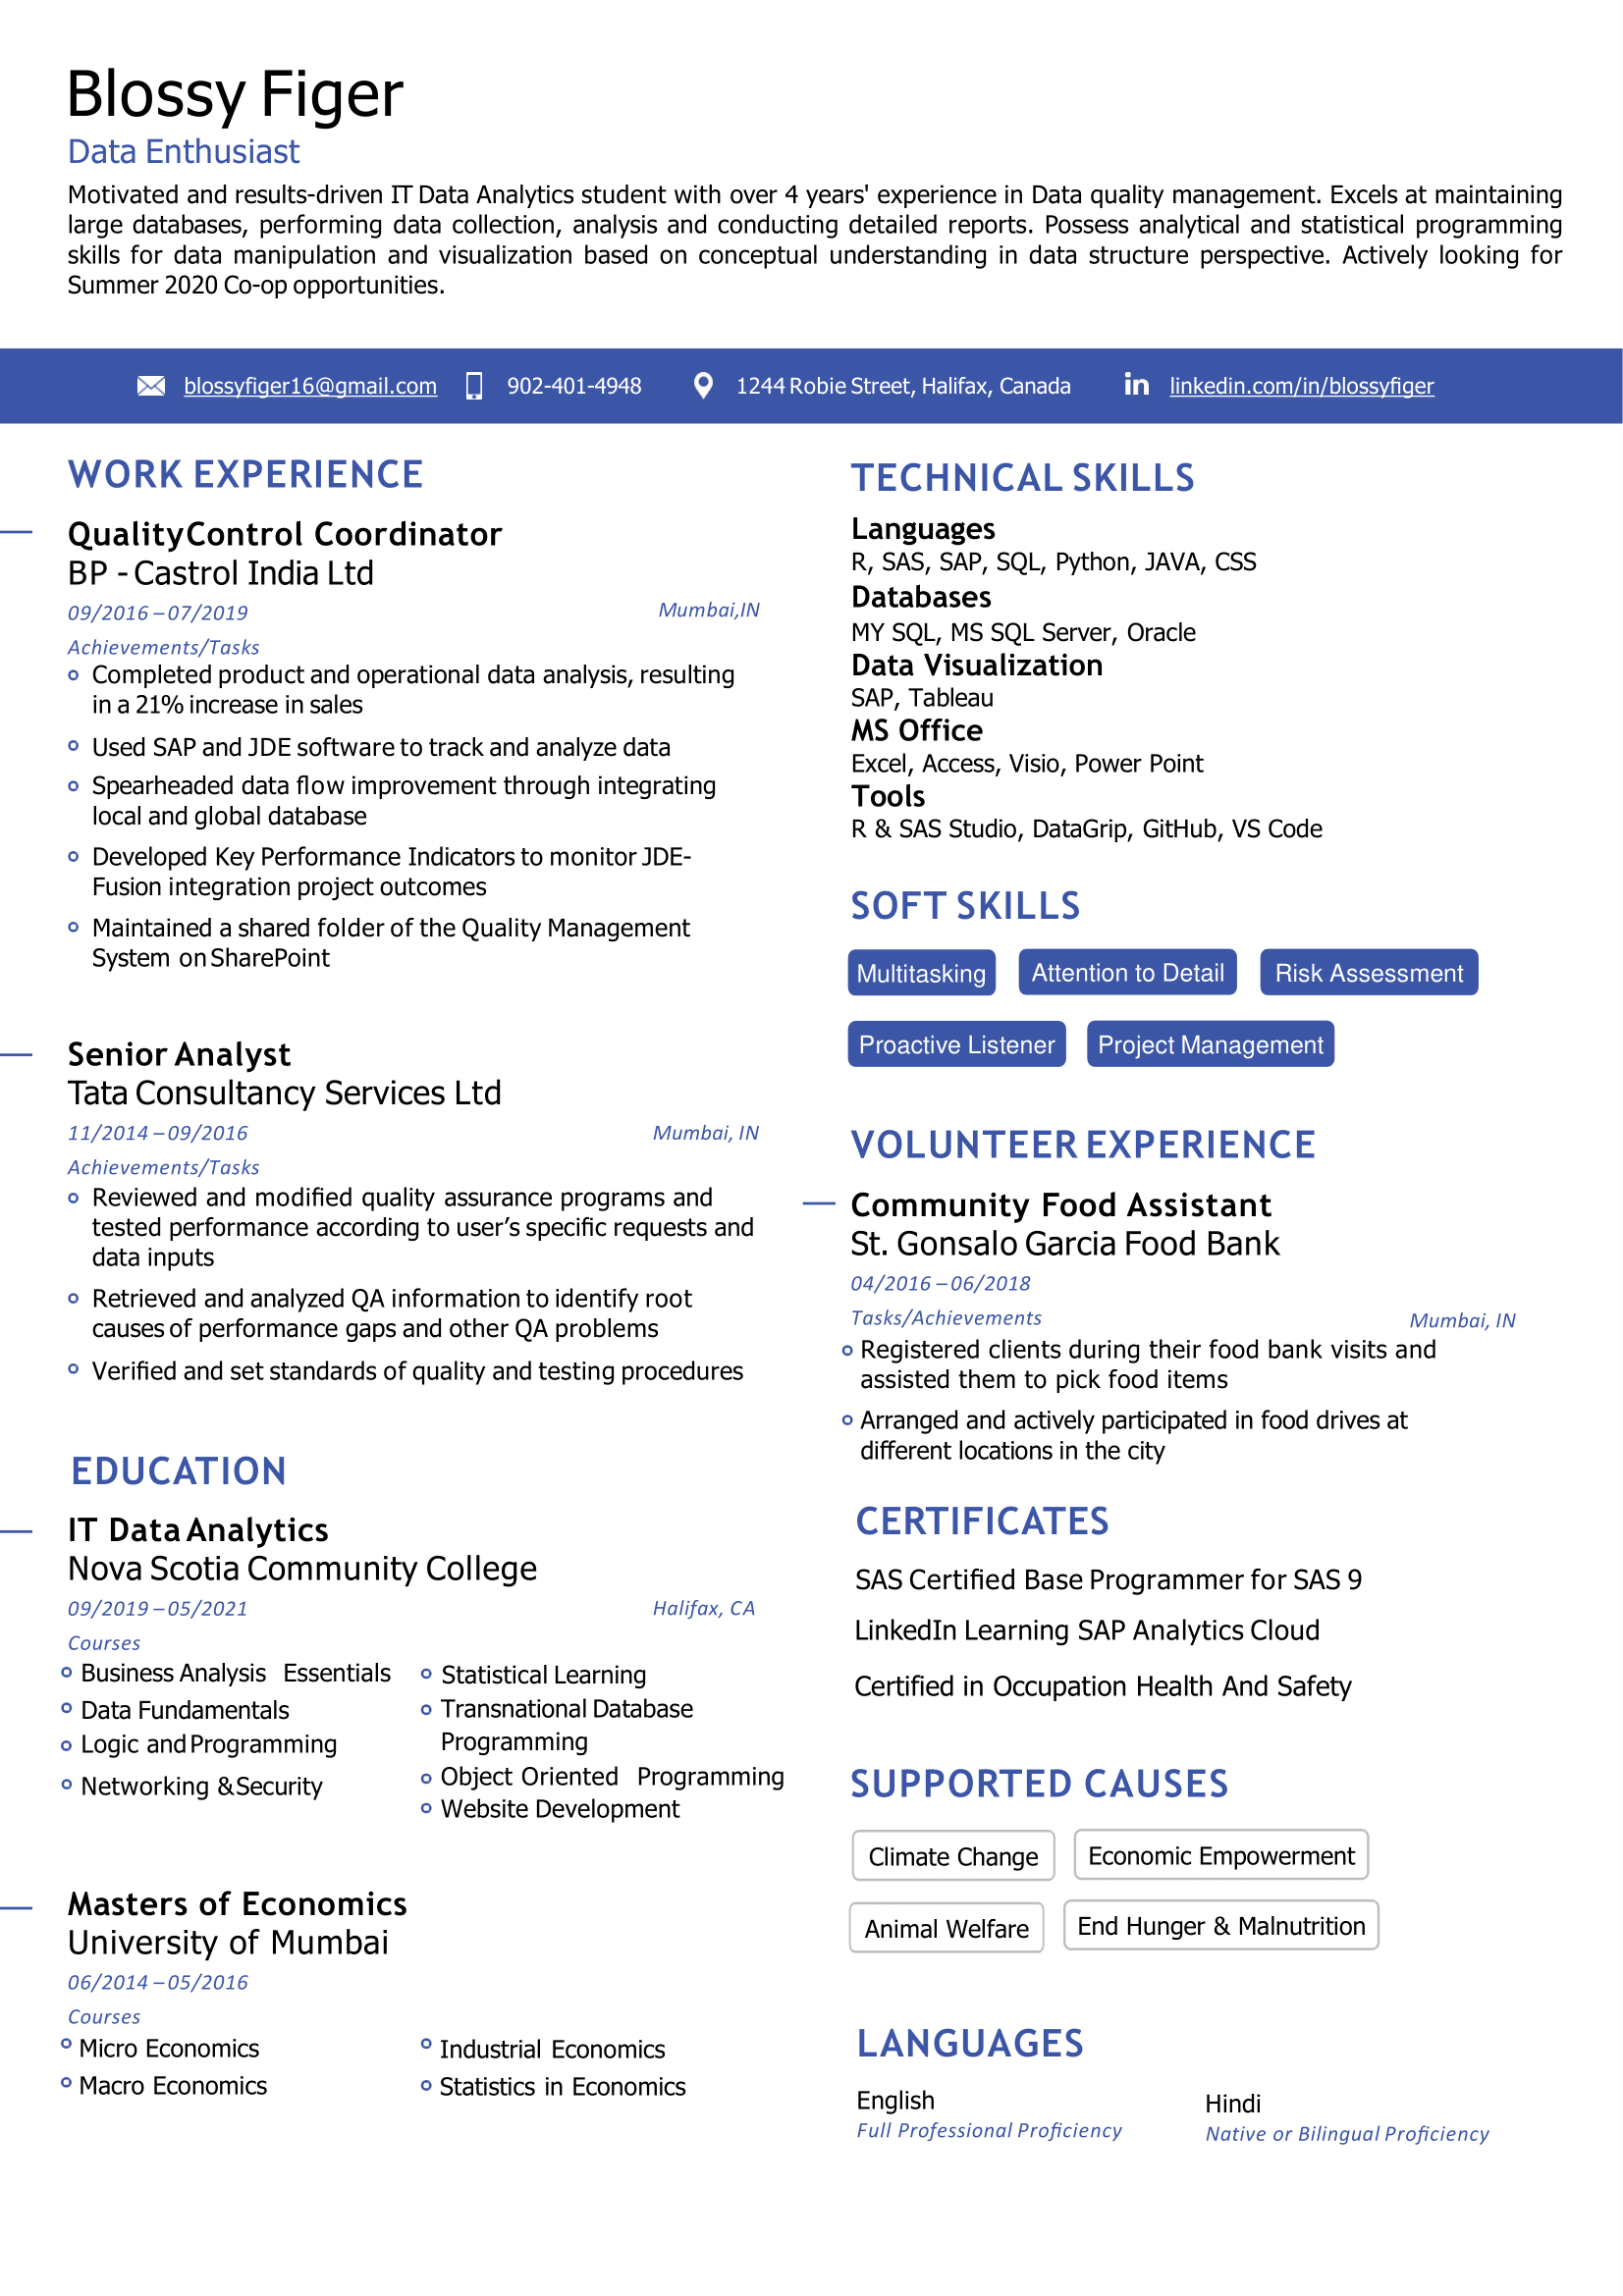 Blossy Figer
Data Enthusiast
Motivated and results-driven IT Data Analytics student with over 4 years' experience in Data quality management. Excels at maintaining
large databases, performing data collection, analysis and conducting detailed reports. Possess analytical and statistical programming
skills for data manipulation and visualization based on conceptual understanding in data structure perspective. Actively looking for
Summer 2020 Co-op opportunities.
blossyfiger16@gmail.com 902-401-4948 1244 Robie Street, Halifax, Canada linkedin.com/in/blossyfiger
WORK EXPERIENCE
Quality Control Coordinator
BP - Castrol India Ltd
09/2016 – 07/2019 Mumbai,IN
Achievements/Tasks
Completed product and operational data analysis, resulting
in a 21% increase in sales
Used SAP and JDE software to track and analyze data
Spearheaded data flow improvement through integrating
local and global database
Developed Key Performance Indicators to monitor JDE-
Fusion integration project outcomes
Maintained a shared folder of the Quality Management
System on SharePoint
Senior Analyst
Tata Consultancy Services Ltd
11/2014 – 09/2016 Mumbai, IN
Achievements/Tasks
Reviewed and modified quality assurance programs and
tested performance according to user’s specific requests and
data inputs
Retrieved and analyzed QA information to identify root
causes of performance gaps and other QA problems
Verified and set standards of quality and testing procedures
EDUCATION
IT Data Analytics
Nova Scotia Community College
09/2019 – 05/2021 Halifax, CA
Courses
Business Analysis Essentials
Data Fundamentals
Logic and Programming
Networking & Security
Statistical Learning
Transnational Database
Programming
Object Oriented Programming
Website Development
Masters of Economics
University of Mumbai
06/2014 – 05/2016
Courses
Micro Economics
Macro Economics
Industrial Economics
Statistics in Economics
TECHNICAL SKILLS
Languages
R, SAS, SAP, SQL, Python, JAVA, CSS
Databases
MY SQL, MS SQL Server, Oracle
Data Visualization
SAP, Tableau
MS Office
Excel, Access, Visio, Power Point
Tools
R & SAS Studio, DataGrip, GitHub, VS Code
SOFT SKILLS
Multitasking Attention to Detail Risk Assessment
Proactive Listener Project Management
VOLUNTEER EXPERIENCE
Community Food Assistant
St. Gonsalo Garcia Food Bank
04/2016 – 06/2018
Tasks/Achievements Mumbai, IN
Registered clients during their food bank visits and
assisted them to pick food items
Arranged and actively participated in food drives at
different locations in the city
CERTIFICATES
SAS Certified Base Programmer for SAS 9
LinkedIn Learning SAP Analytics Cloud
Certified in Occupation Health And Safety
SUPPORTED CAUSES
Climate Change Economic Empowerment
Animal Welfare End Hunger & Malnutrition
LANGUAGES
English
Full Professional Proficiency
Hindi
Native or Bilingual Proficiency